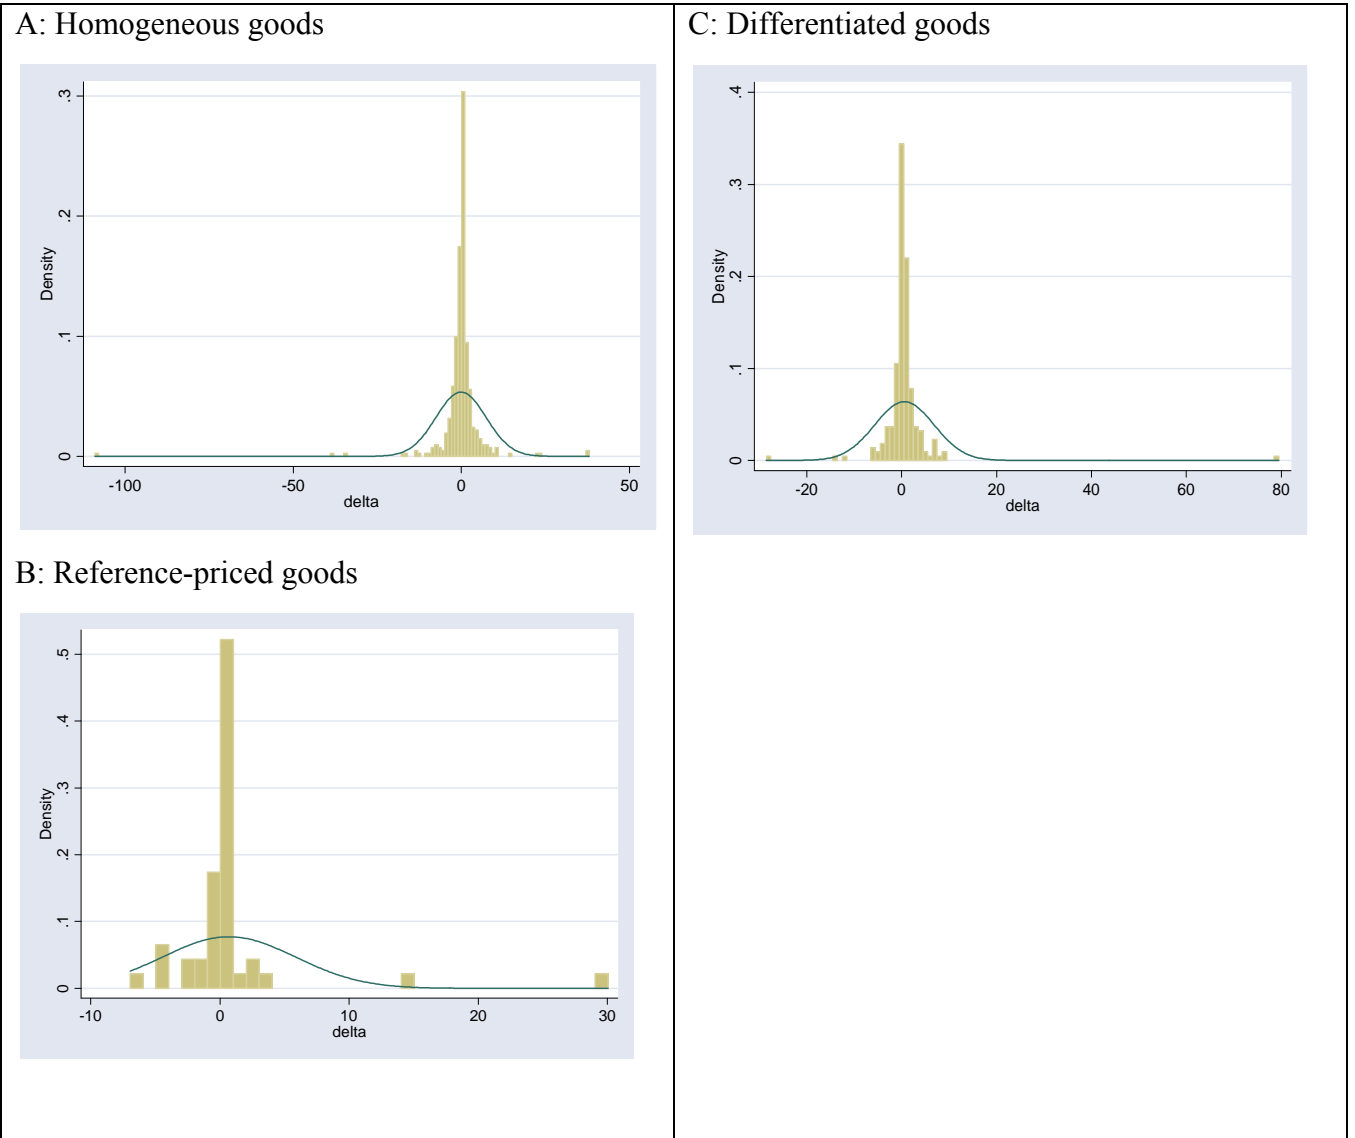 A: Homogeneous goods
.3
.2
.1
0
Density
-100 -50 0 50
delta
B: Reference-priced goods
.5
.4
.3
.2
.1
0
Density
-10 0 10 20 30
delta
C: Differentiated goods
.4
.3
.2
.1
0
Density
-20 0 20 40 60 80
delta